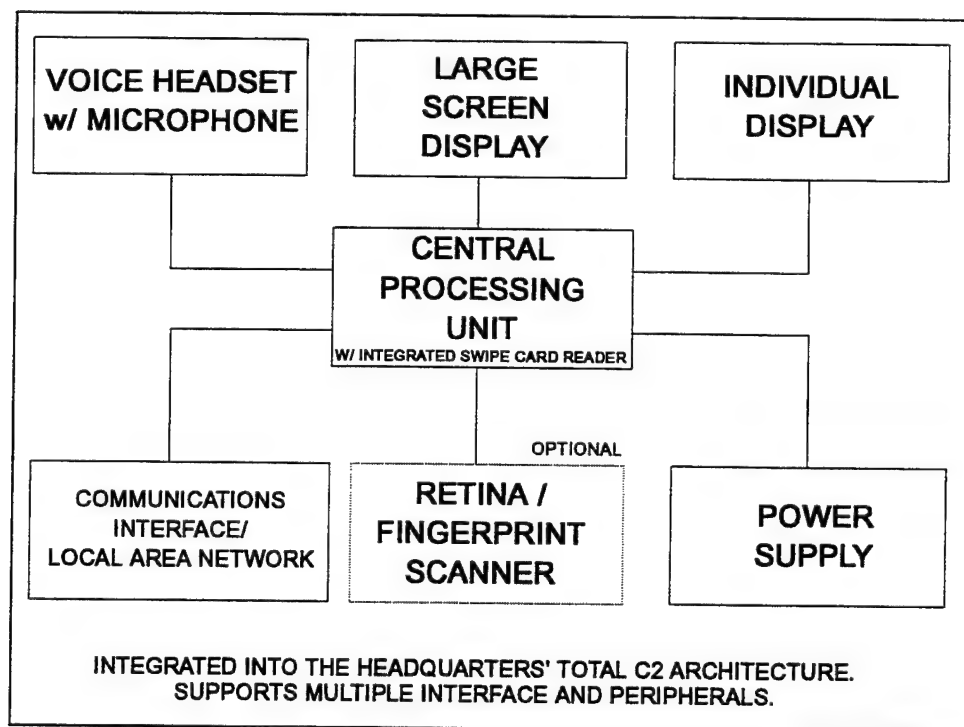 VOICE HEADSET
w/ MICROPHONE
LARGE
SCREEN
DISPLAY
INDIVIDUAL
DISPLAY
CENTRAL
PROCESSING
UNIT
W/ INTEGRATED SWIPE CARD READER
COMMUNICATIONS
INTERFACE/
LOCAL AREA NETWORK
OPTIONAL
RETINA /
FINGERPRINT
SCANNER
POWER
SUPPLY
INTEGRATED INTO THE HEADQUARTERS' TOTAL C2 ARCHITECTURE.
SUPPORTS MULTIPLE INTERFACE AND PERIPHERALS.